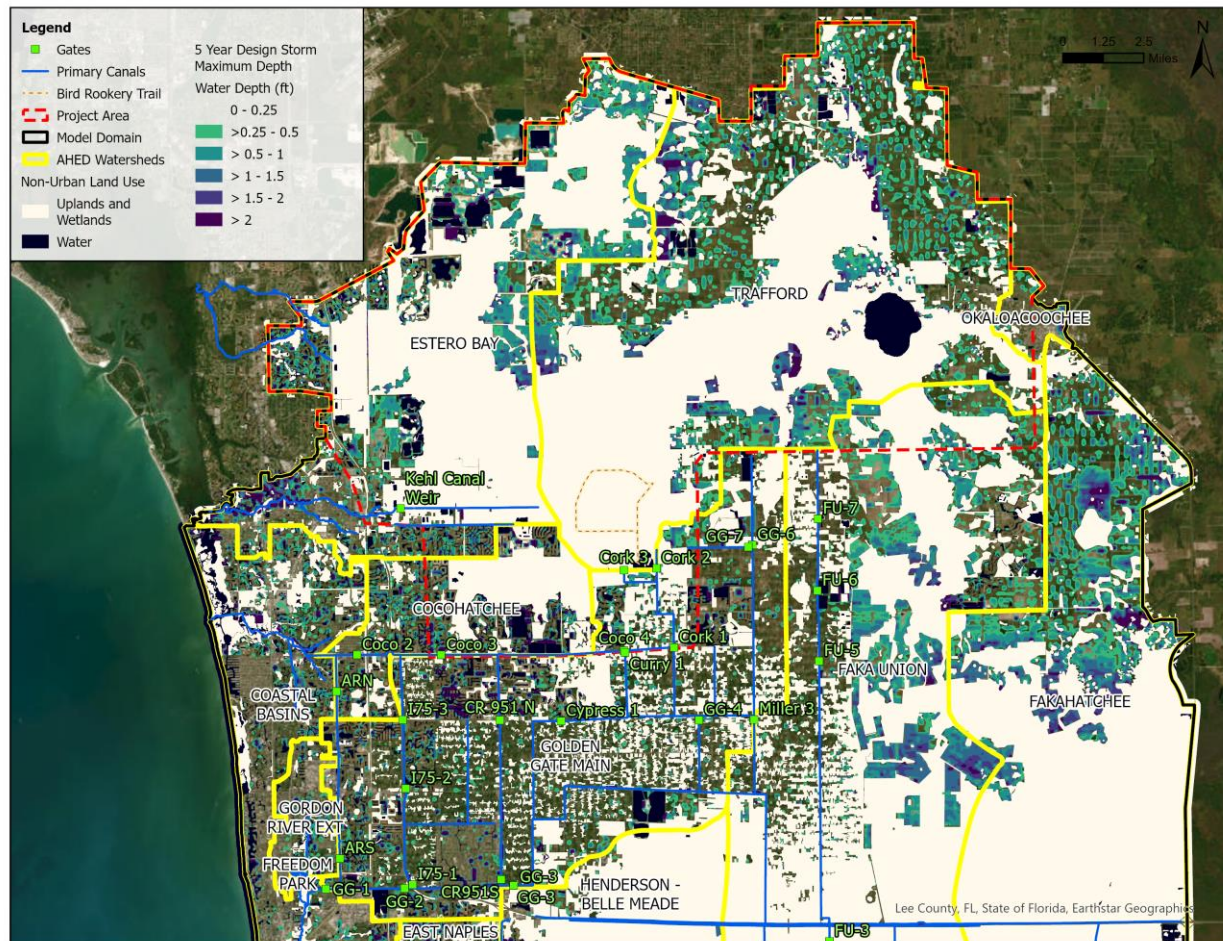 Legend
Gates
Primary Canals
Bird Rookery Trail
Project Area
Model Domain
AHED Watersheds
Non-Urban Land Use
Uplands and
Wetlands
Water
5 Year Design Storm
Maximum Depth
Water Depth (ft)
0 - 0.25
>0.25 - 0.5
> 0.5 - 1
> 1 - 1.5
> 1.5 - 2
> 2
N
0 1.25 2.5
Miles
TRAFFORD
OKALOACOOCHEE
ESTERO BAY
Kehl Canal
Weir
FU-7
GG-7
GG-6
Cork 3
Cork 2
FU-6
COCOHATCHEE
Coco 2
Coco 3
Coco 4
Cork 1
Curry 1
FU-5
FAKA UNION
ARN
COASTAL
BASINS
FAKAHATCHEE
I75-3
CR 951 N
Cypress 1
GG-4
Miller 3
GOLDEN
GATE MAIN
I75-2
GORDON
RIVER EXT
ARS
FREEDOM
PARK
I75-1
GG-3
GG-1
GG-2
CR951S
GG-3
HENDERSON -
BELLE MEADE
Lee County, FL, State of Florida, Earthstar Geographics
EAST NAPLES
FU-3